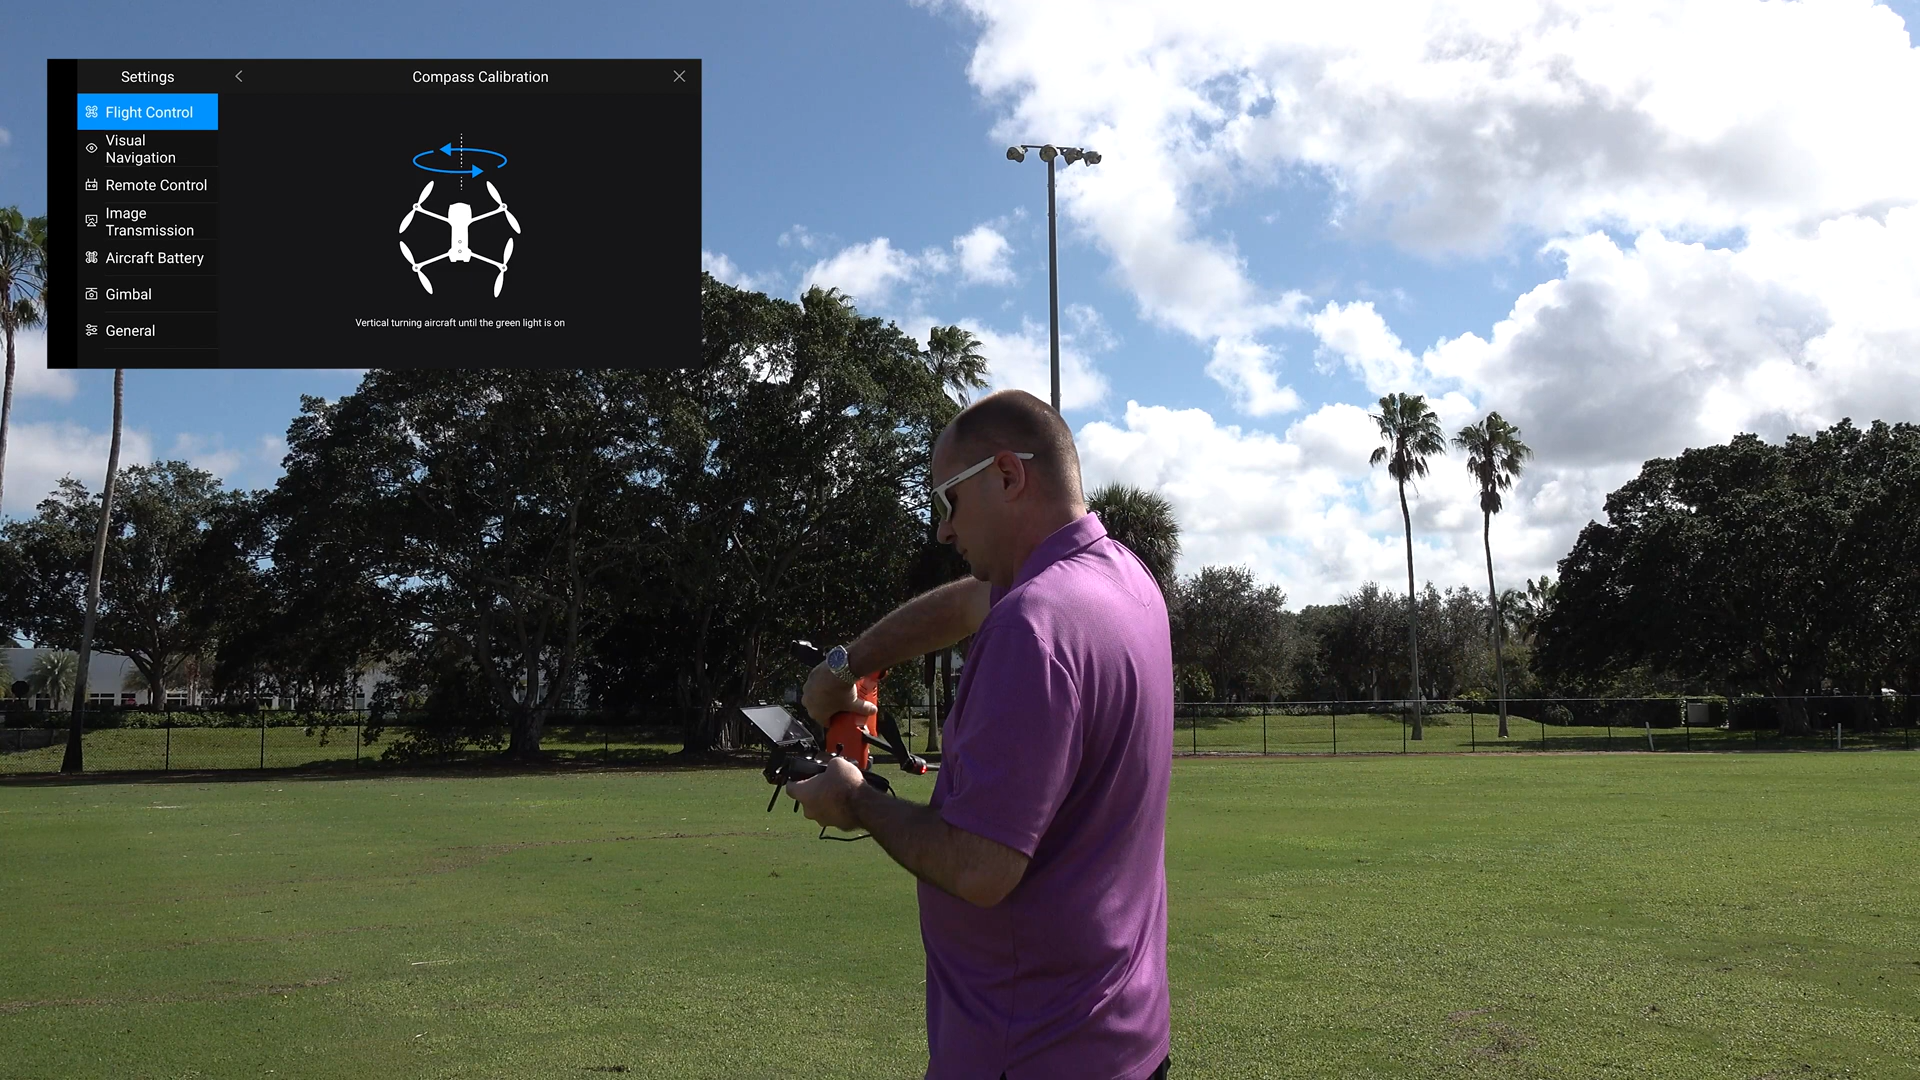 Settings
Compass Calibration
Flight Control
Visual
Navigation
Remote Control
Image
Transmission
Aircraft Battery
Gimbal
General
Vertical turning aircraft until the green light is on